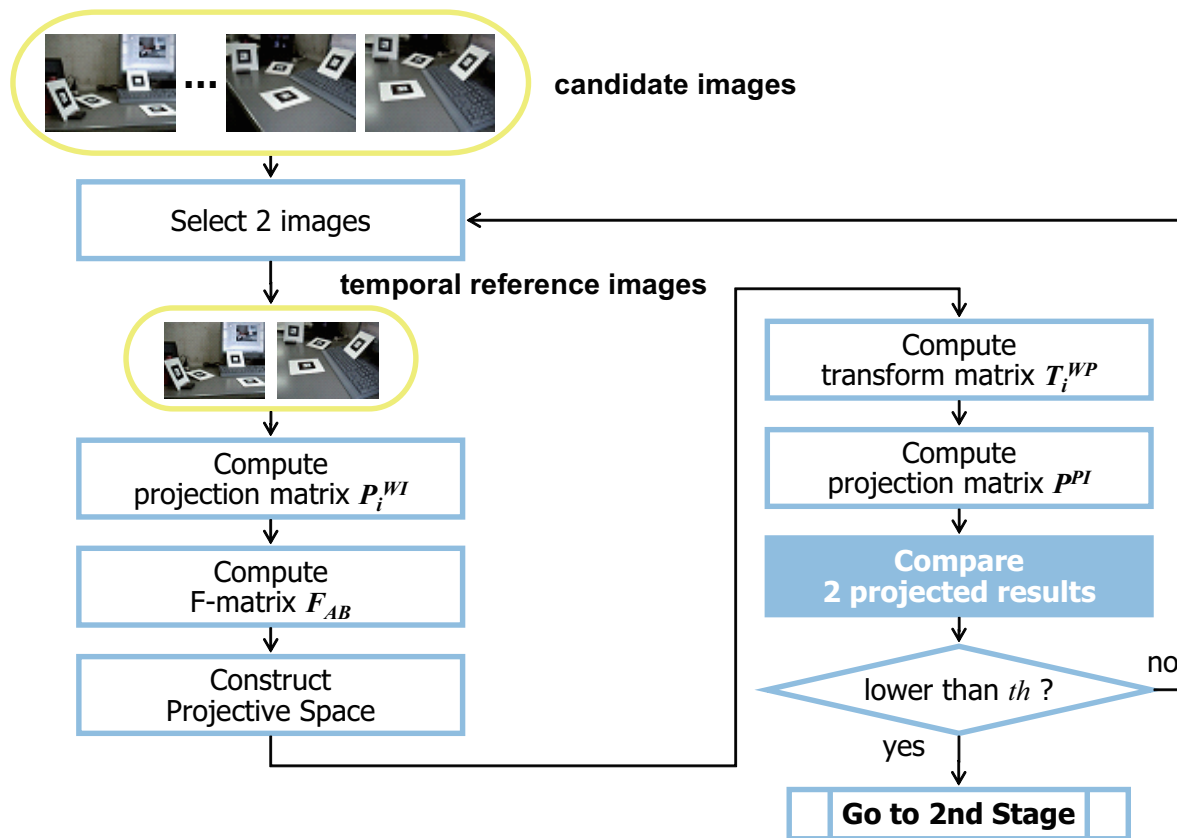 ...
candidate images
Select 2 images
temporal reference images
Compute
projection matrix P_i^{WI}
Compute
F-matrix F_{AB}
Construct
Projective Space
Compute
transform matrix T_i^{WP}
Compute
projection matrix P^{PI}
Compare
2 projected results
lower than th ?
no
yes
Go to 2nd Stage